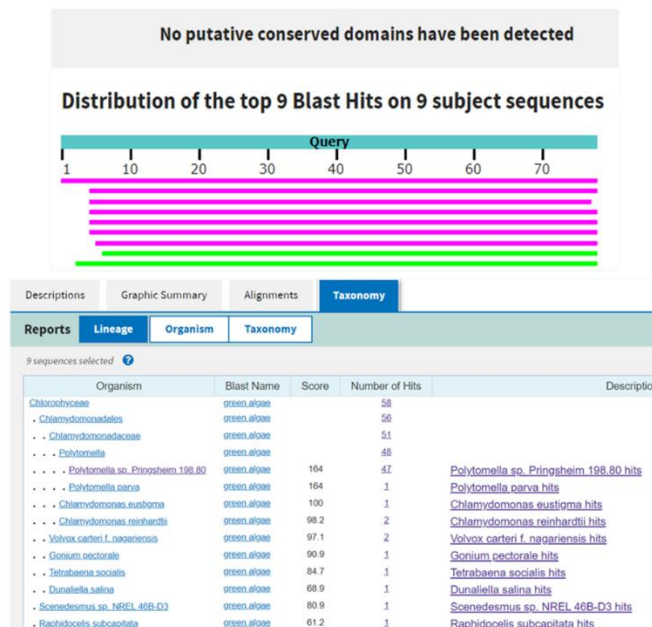 No putative conserved domains have been detected
Distribution of the top 9 Blast Hits on 9 subject sequences
Query
1 10 20 30 40 50 60 70
Descriptions Graphic Summary Alignments Taxonomy
Reports Lineage Organism Taxonomy
9 sequences selected ?
Organism Blast Name Score Number of Hits Descriptio
Chlorophyceae green algae 58
. Chlamydomonadales green algae 56
. . Chlamydomonadaceae green algae 51
. . . Polytomella green algae 48
. . . . Polytomella sp. Pringsheim 198.80 green algae 164 47 Polytomella sp. Pringsheim 198.80 hits
. . . . Polytomella parva green algae 164 1 Polytomella parva hits
. . . Chlamydomonas eustigma green algae 100 1 Chlamydomonas eustigma hits
. . . Chlamydomonas reinhardtii green algae 98.2 2 Chlamydomonas reinhardtii hits
. . Volvox carteri f. nagariensis green algae 97.1 2 Volvox carteri f. nagariensis hits
. . Gonium pectorale green algae 90.9 1 Gonium pectorale hits
. . Tetrabaena socialis green algae 84.7 1 Tetrabaena socialis hits
. . Dunaliella salina green algae 68.9 1 Dunaliella salina hits
. Scenedesmus sp. NREL 46B-D3 green algae 80.9 1 Scenedesmus sp. NREL 46B-D3 hits
. Raphidocelis subcapitata green algae 61.2 1 Raphidocelis subcapitata hits